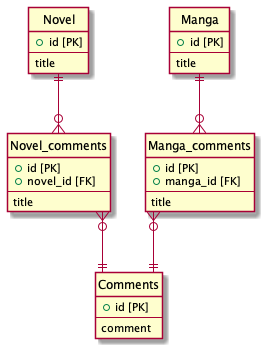 Novel
id [PK]
title
Manga
id [PK]
title
Novel_comments
id [PK]
novel_id [FK]
title
Manga_comments
id [PK]
manga_id [FK]
title
Comments
id [PK]
comment